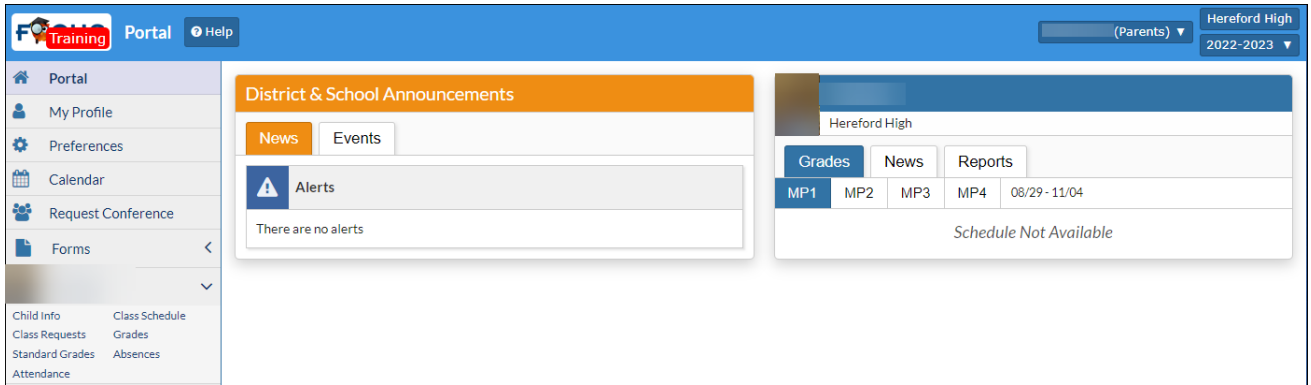 Training
Portal
Help
(Parents) ▼
Hereford High
2022-2023 ▼
Portal
My Profile
Preferences
Calendar
Request Conference
Forms
Child Info
Class Schedule
Class Requests
Grades
Standard Grades
Absences
Attendance
District & School Announcements
News
Events
Alerts
There are no alerts
Hereford High
Grades
News
Reports
MP1
MP2
MP3
MP4
08/29 - 11/04
Schedule Not Available